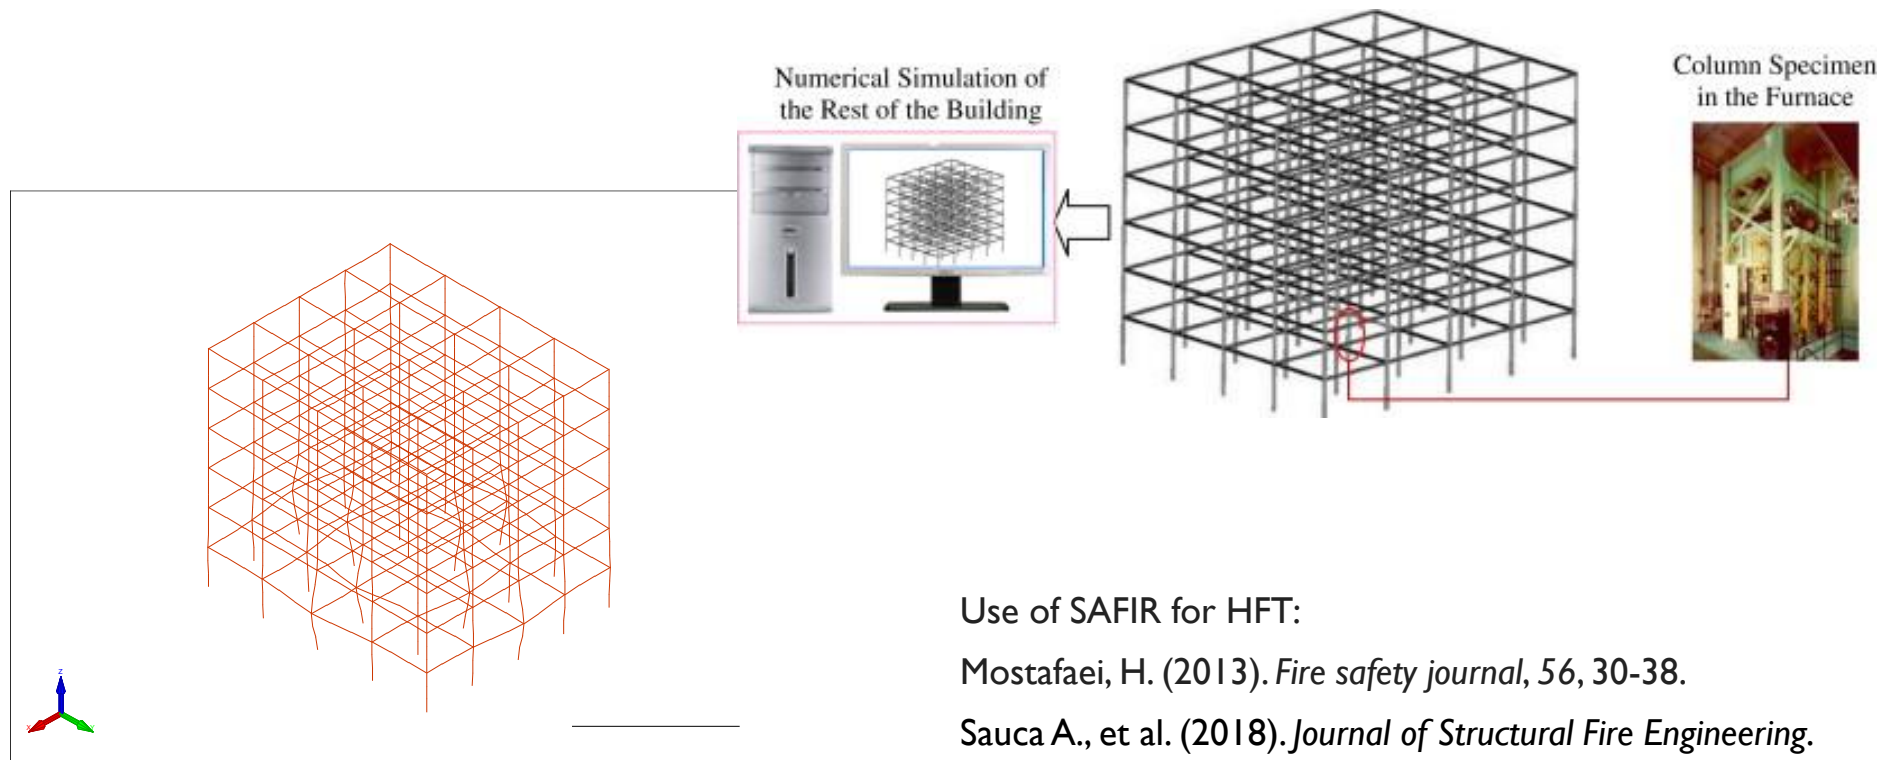 Numerical Simulation of
the Rest of the Building
Column Specimen
in the Furnace
z
Use of SAFIR for HFT:
Mostafaei, H. (2013). Fire safety journal, 56, 30-38.
Sauca A., et al. (2018). Journal of Structural Fire Engineering.